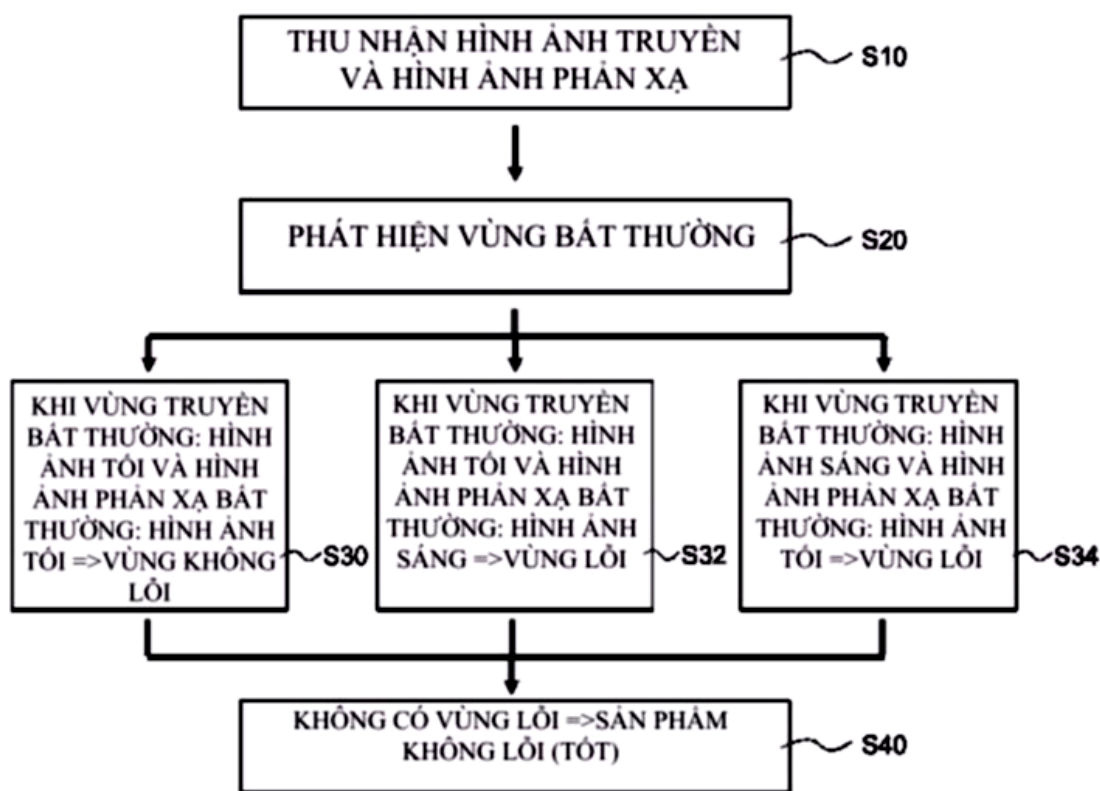 THU NHẬN HÌNH ẢNH TRUYỀN
VÀ HÌNH ẢNH PHẢN XẠ
S10
PHÁT HIỆN VÙNG BẤT THƯỜNG
S20
KHI VÙNG TRUYỀN
BẤT THƯỜNG: HÌNH
ẢNH TỐI VÀ HÌNH
ẢNH PHẢN XẠ BẤT
THƯỜNG: HÌNH ẢNH
TỐI =>VÙNG KHÔNG
LỖI
S30
KHI VÙNG TRUYỀN
BẤT THƯỜNG: HÌNH
ẢNH TỐI VÀ HÌNH
ẢNH PHẢN XẠ BẤT
THƯỜNG: HÌNH ẢNH
SÁNG =>VÙNG LỖI
S32
KHI VÙNG TRUYỀN
BẤT THƯỜNG: HÌNH
ẢNH SÁNG VÀ HÌNH
ẢNH PHẢN XẠ BẤT
THƯỜNG: HÌNH ẢNH
TỐI =>VÙNG LỖI
S34
KHÔNG CÓ VÙNG LỖI =>SẢN PHẨM
KHÔNG LỖI (TỐT)
S40